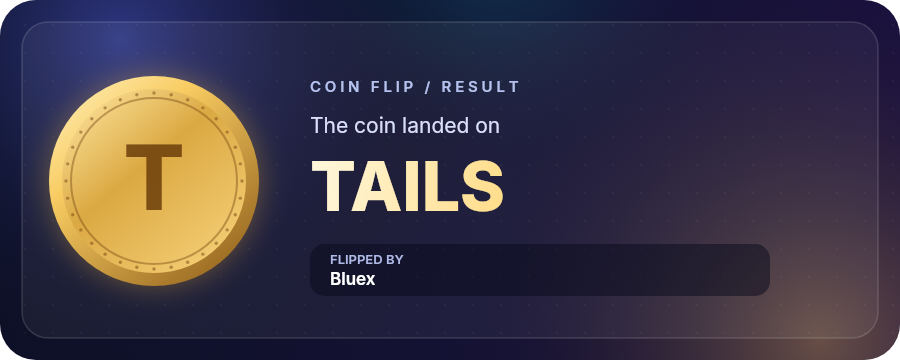 T
COIN FLIP / RESULT
The coin landed on
TAILS
FLIPPED BY
Bluex